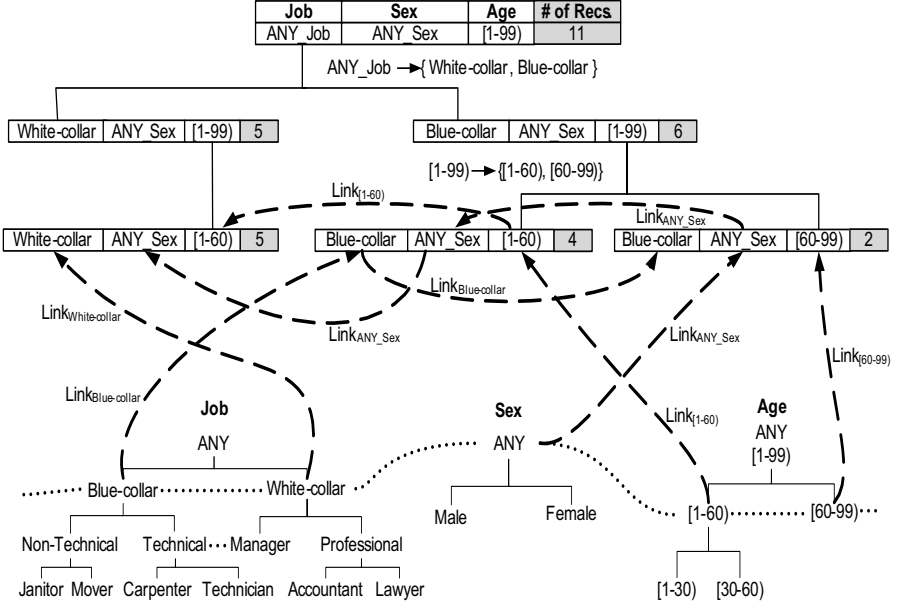 Job Sex Age # of Recs.
ANY_Job ANY_Sex [1-99) 11
ANY_Job → { White-collar , Blue-collar }
White-collar ANY_Sex [1-99) 5
Blue-collar ANY_Sex [1-99) 6
[1-99) → {[1-60), [60-99)}
Link[1-60)
LinkANY_Sex
White-collar ANY_Sex [1-60) 5
Blue-collar ANY_Sex [1-60) 4
Blue-collar ANY_Sex [60-99) 2
LinkBlue-collar
LinkWhite-collar
LinkANY_Sex
LinkANY_Sex
Link[60-99)
LinkBlue-collar
Link[1-60)
Job
Sex
Age
ANY
ANY
ANY
[1-99)
Blue-collar
White-collar
Male
Female
[1-60)
[60-99)
Non-Technical Technical Manager Professional
Janitor Mover Carpenter Technician Accountant Lawyer
[1-30) [30-60)